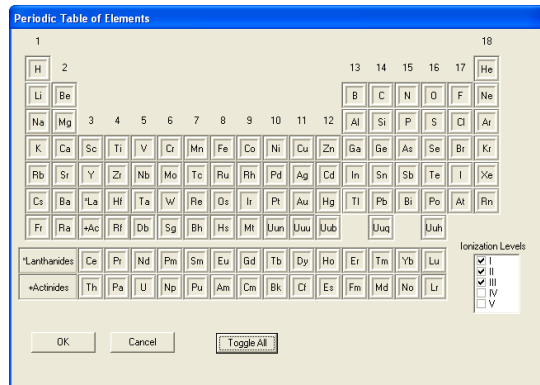 Periodic Table of Elements
1 18
H 2 13 14 15 16 17 He
Li Be B C N O F Ne
Na Mg 3 4 5 6 7 8 9 10 11 12 Al Si P S Cl Ar
K Ca Sc Ti V Cr Mn Fe Co Ni Cu Zn Ga Ge As Se Br Kr
Rb Sr Y Zr Nb Mo Tc Ru Rh Pd Ag Cd In Sn Sb Te I Xe
Cs Ba *La Hf Ta W Re Os Ir Pt Au Hg Tl Pb Bi Po At Rn
Fr Ra +Ac Rf Db Sg Bh Hs Mt Uun Uuu Uub Uuq Uuh
*Lanthanides Ce Pr Nd Pm Sm Eu Gd Tb Dy Ho Er Tm Yb Lu
+Actinides Th Pa U Np Pu Am Cm Bk Cf Es Fm Md No Lr
Ionization Levels
I
II
III
IV
V
OK Cancel Toggle All